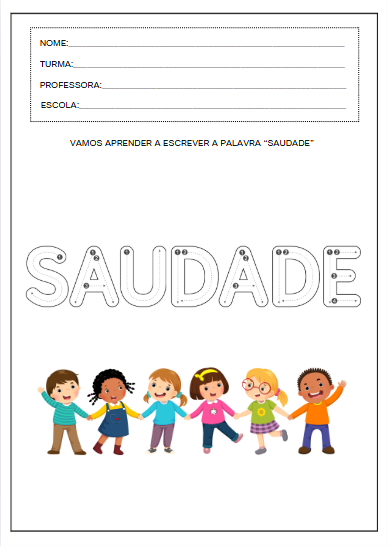 NOME:
TURMA:
PROFESSORA:
ESCOLA:
VAMOS APRENDER A ESCREVER A PALAVRA “SAUDADE”
SAUDADE